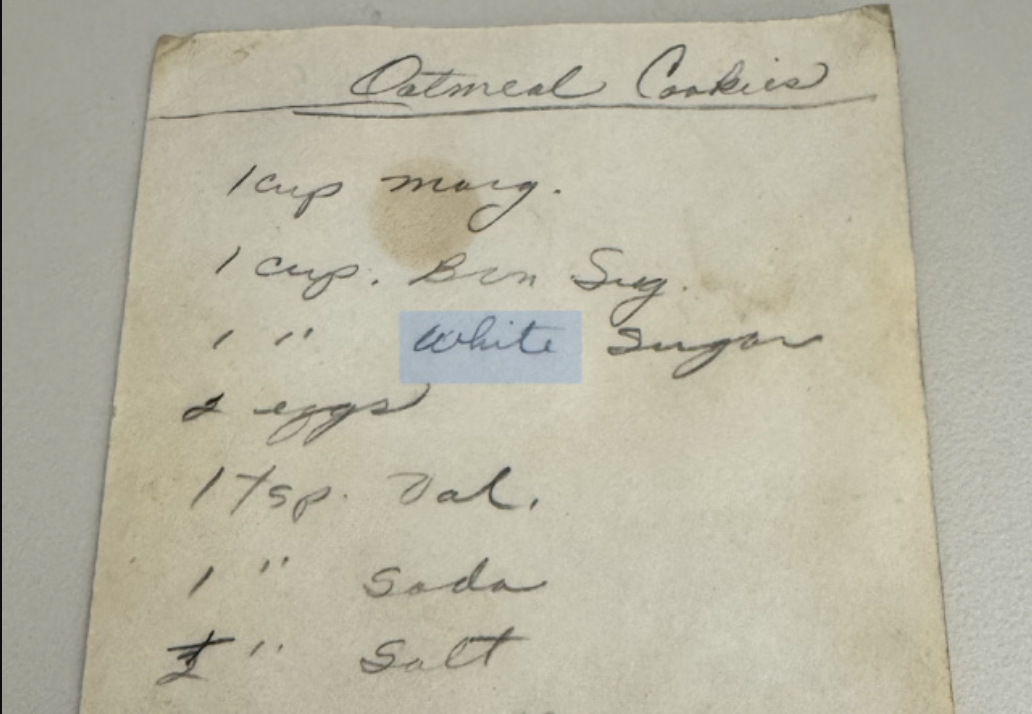 Oatmeal Cookies
1 cup marg.
1 cup. Brn Sug.
1 " White Sugar
2 eggs
1 tsp. Val.
1 " Soda
½ " Salt